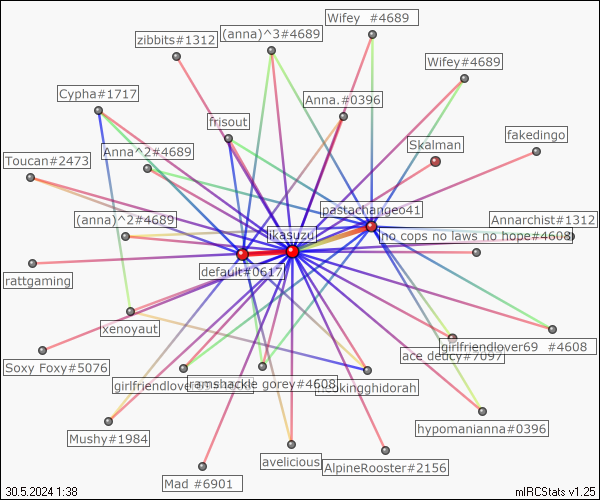 Wifey #4689
(anna)^3#4689
zibbits#1312
Wifey#4689
Cypha#1717
Anna.#0396
frisout
fakedingo
Skalman
Anna^2#4689
Toucan#2473
pastachangeo41
(anna)^2#4689
Annarchist#1312
ikasuzu
no cops no laws no hope#4608
default#0617
rattgaming
xenoyaut
girlfriendlover69 #4608
ace deucy#7097
Soxy Foxy#5076
ramshackle gorey#4608
hypomanianna#0396
Mushy#1984
avelicious
AlpineRooster#2156
Mad #6901
30.5.2024 1:38
mIRCStats v1.25